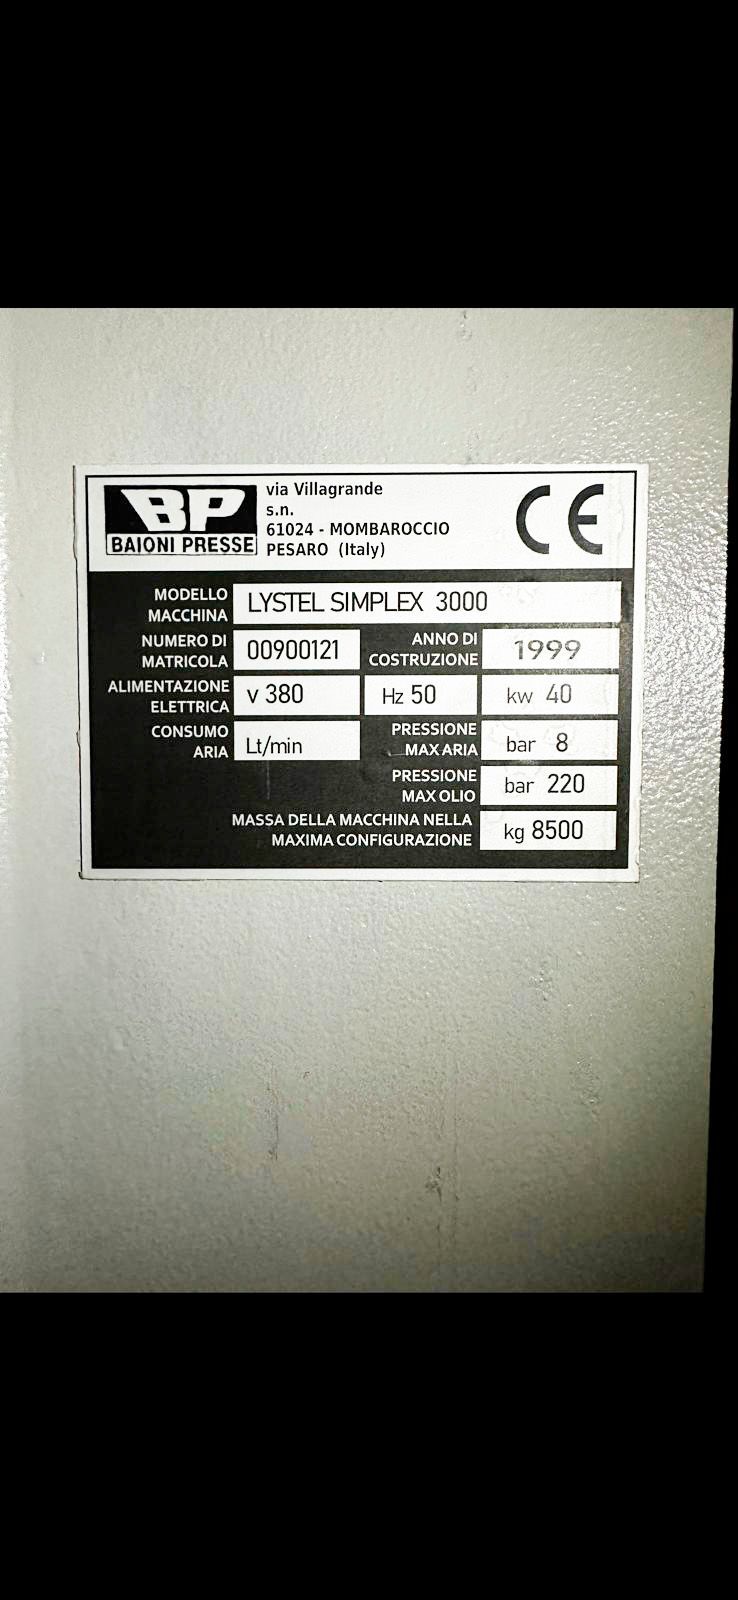 BP
BAIONI PRESSE
via Villagrande
s.n.
61024 - MOMBAROCCIO
PESARO (Italy)
CE
MODELLO
MACCHINA
LYSTEL SIMPLEX 3000
NUMERO DI
MATRICOLA
00900121
ANNO DI
COSTRUZIONE
1999
ALIMENTAZIONE
ELETTRICA
v 380
Hz 50
kw 40
CONSUMO
ARIA
Lt/min
PRESSIONE
MAX ARIA
bar 8
PRESSIONE
MAX OLIO
bar 220
MASSA DELLA MACCHINA NELLA
MAXIMA CONFIGURAZIONE
kg 8500